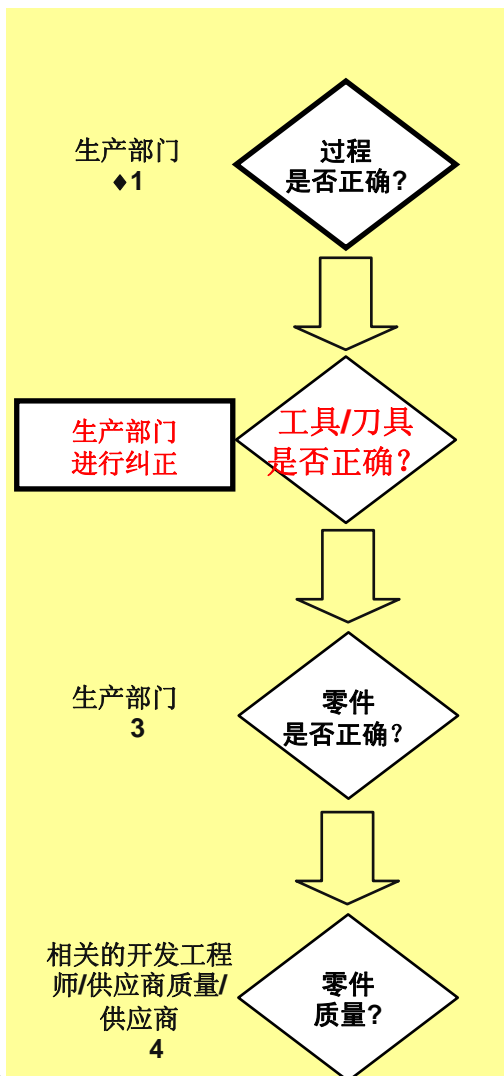 生产部门
♦1
过程
是否正确?
生产部门
进行纠正
工具/刀具
是否正确？
生产部门
3
零件
是否正确？
相关的开发工程
师/供应商质量/
供应商
4
零件
质量?